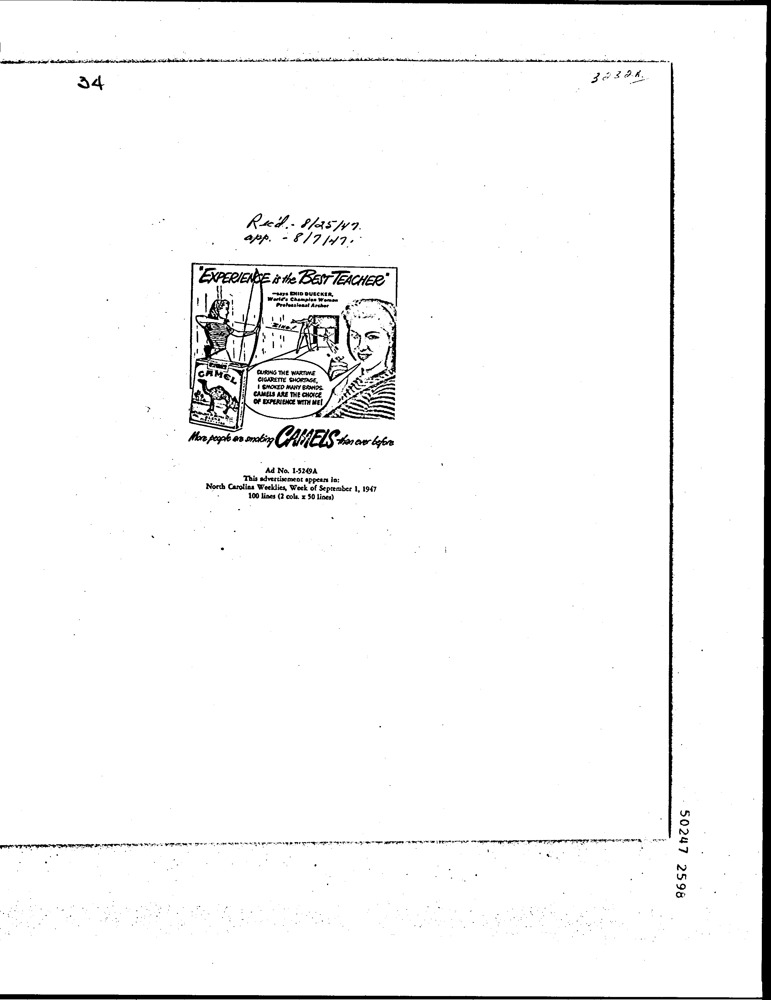 34
3232A.
Rec'd. - 8/25/47.
app. - 8/7/47.
"EXPERIENCE is the BEST TEACHER"
—says ENID BUECKER,
World's Champion Woman
Professional Archer
ZING!
DURING THE WARTIME
CIGARETTE SHORTAGE,
I SMOKED MANY BRANDS.
CAMELS ARE THE CHOICE
OF EXPERIENCE WITH ME!
CAMEL
More people are smoking CAMELS than ever before
Ad No. 1-5249A
This advertisement appears in:
North Carolina Weeklies, Week of September 1, 1947
100 lines (2 cols. x 50 lines)
50247 2598